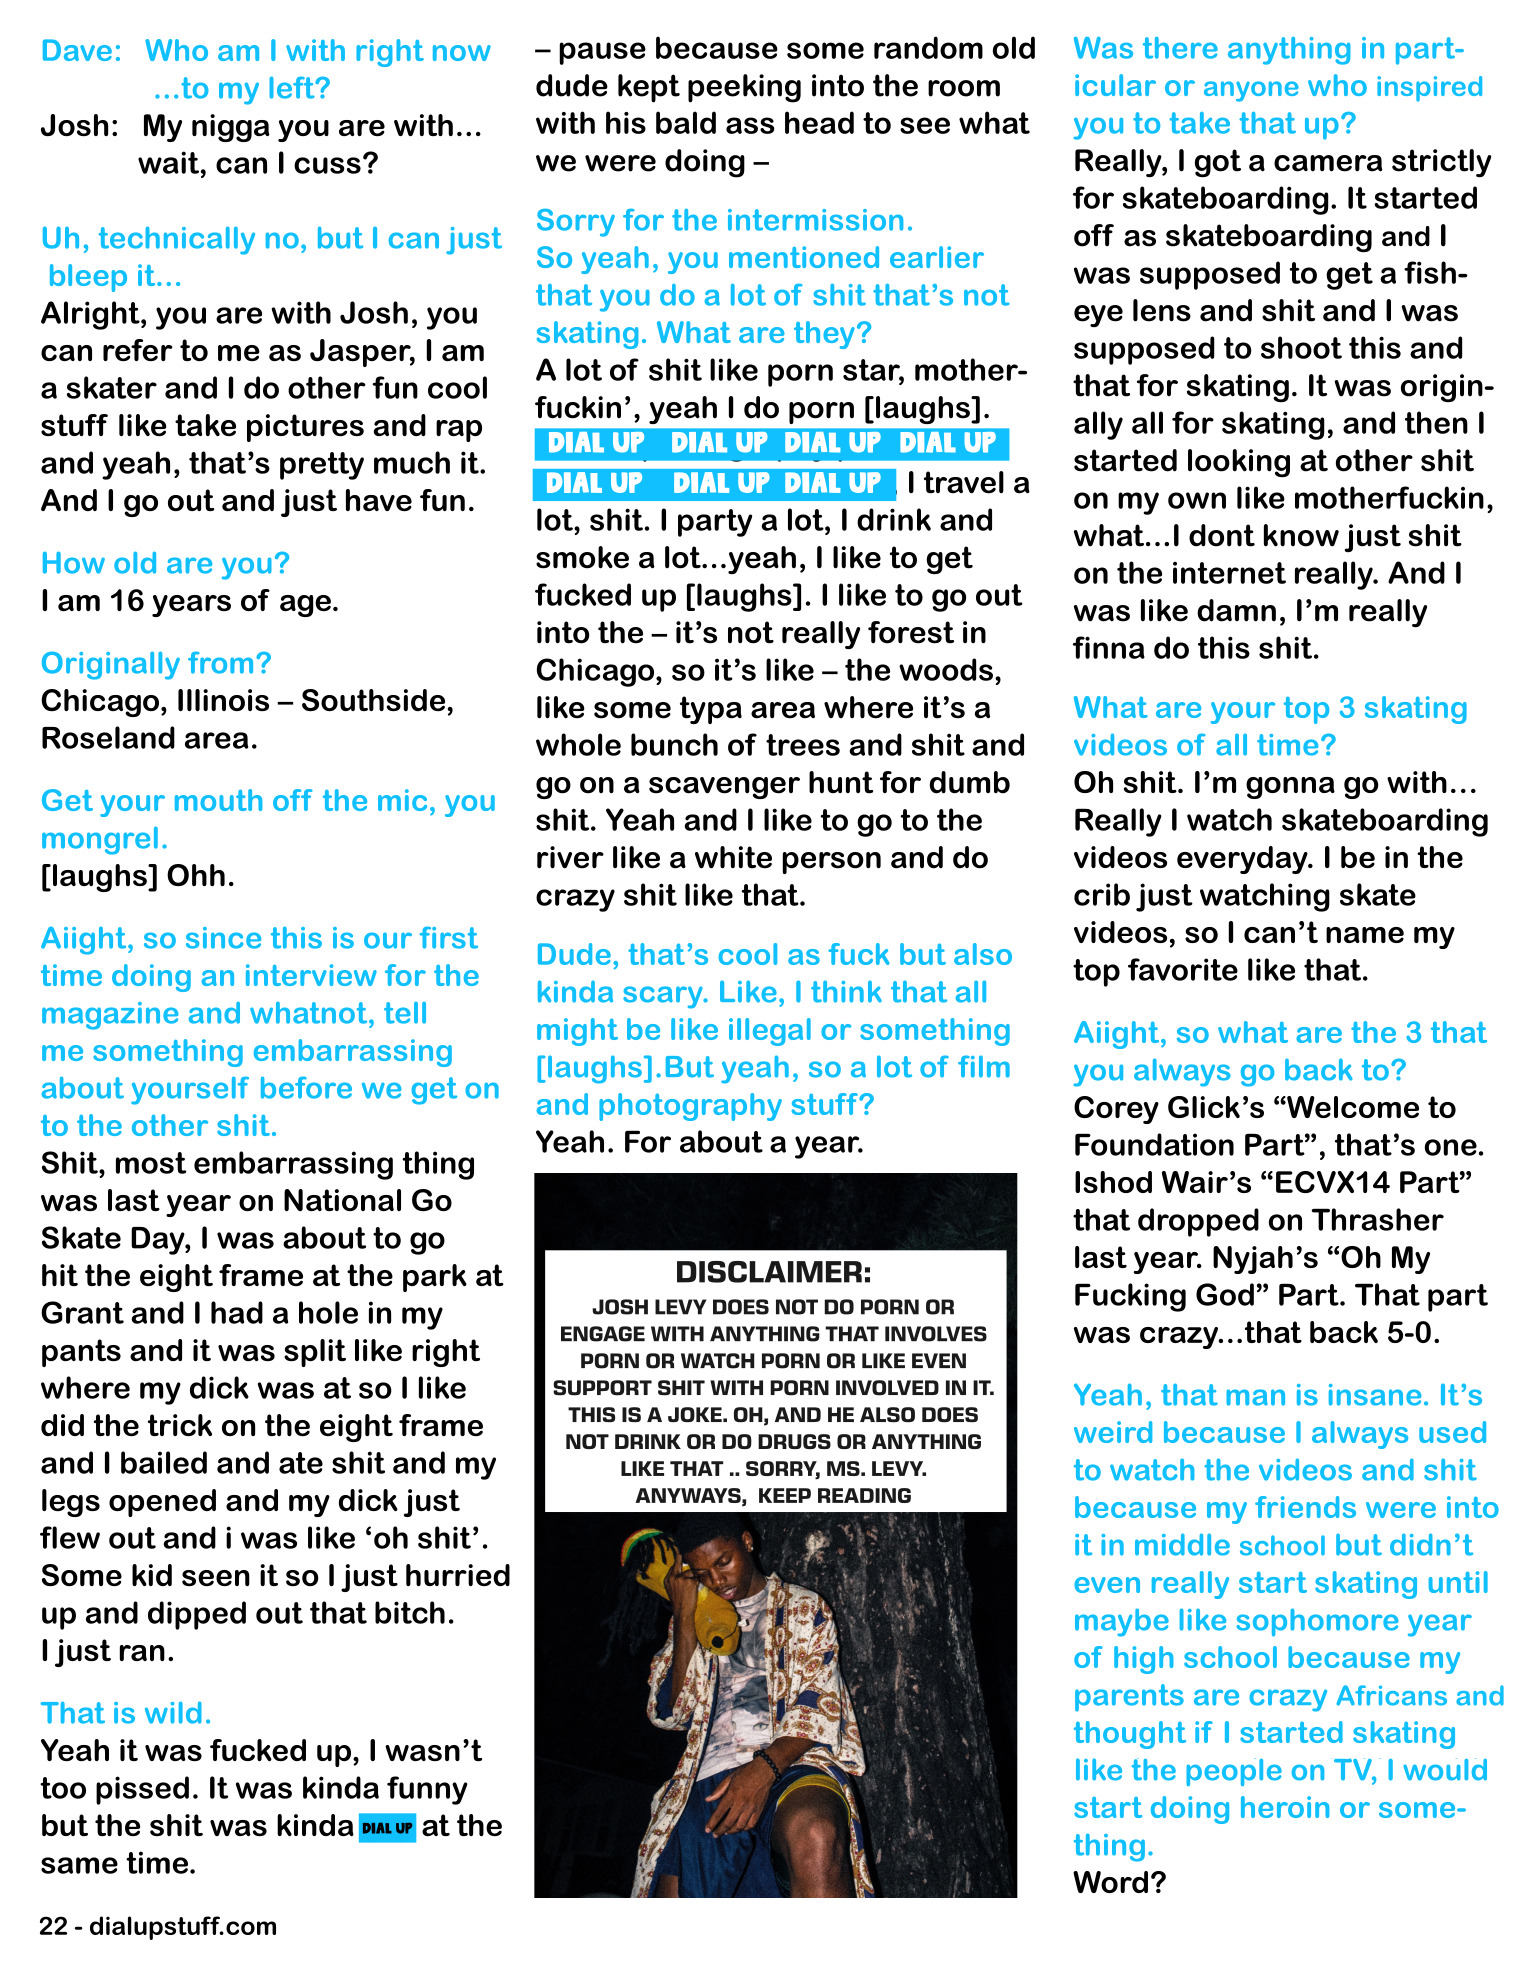 Dave: Who am I with right now
...to my left?
Josh: My nigga you are with...
wait, can I cuss?
Uh, technically no, but I can just
bleep it...
Alright, you are with Josh, you
can refer to me as Jasper, I am
a skater and I do other fun cool
stuff like take pictures and rap
and yeah, that’s pretty much it.
And I go out and just have fun.
How old are you?
I am 16 years of age.
Originally from?
Chicago, Illinois – Southside,
Roseland area.
Get your mouth off the mic, you
mongrel.
[laughs] Ohh.
Aiight, so since this is our first
time doing an interview for the
magazine and whatnot, tell
me something embarrassing
about yourself before we get on
to the other shit.
Shit, most embarrassing thing
was last year on National Go
Skate Day, I was about to go
hit the eight frame at the park at
Grant and I had a hole in my
pants and it was split like right
where my dick was at so I like
did the trick on the eight frame
and I bailed and ate shit and my
legs opened and my dick just
flew out and i was like ‘oh shit’.
Some kid seen it so I just hurried
up and dipped out that bitch.
I just ran.
That is wild.
Yeah it was fucked up, I wasn’t
too pissed. It was kinda funny
but the shit was kinda DIAL UP at the
same time.
– pause because some random old
dude kept peeking into the room
with his bald ass head to see what
we were doing –
Sorry for the intermission.
So yeah, you mentioned earlier
that you do a lot of shit that’s not
skating. What are they?
A lot of shit like porn star, mother-
fuckin’, yeah I do porn [laughs].
DIAL UP DIAL UP DIAL UP DIAL UP
DIAL UP DIAL UP DIAL UP I travel a
lot, shit. I party a lot, I drink and
smoke a lot...yeah, I like to get
fucked up [laughs]. I like to go out
into the – it’s not really forest in
Chicago, so it’s like – the woods,
like some typa area where it’s a
whole bunch of trees and shit and
go on a scavenger hunt for dumb
shit. Yeah and I like to go to the
river like a white person and do
crazy shit like that.
Dude, that’s cool as fuck but also
kinda scary. Like, I think that all
might be like illegal or something
[laughs].But yeah, so a lot of film
and photography stuff?
Yeah. For about a year.
DISCLAIMER:
JOSH LEVY DOES NOT DO PORN OR
ENGAGE WITH ANYTHING THAT INVOLVES
PORN OR WATCH PORN OR LIKE EVEN
SUPPORT SHIT WITH PORN INVOLVED IN IT.
THIS IS A JOKE. OH, AND HE ALSO DOES
NOT DRINK OR DO DRUGS OR ANYTHING
LIKE THAT .. SORRY, MS. LEVY.
ANYWAYS, KEEP READING
Was there anything in part-
icular or anyone who inspired
you to take that up?
Really, I got a camera strictly
for skateboarding. It started
off as skateboarding and I
was supposed to get a fish-
eye lens and shit and I was
supposed to shoot this and
that for skating. It was origin-
ally all for skating, and then I
started looking at other shit
on my own like motherfuckin,
what...I dont know just shit
on the internet really. And I
was like damn, I’m really
finna do this shit.
What are your top 3 skating
videos of all time?
Oh shit. I’m gonna go with...
Really I watch skateboarding
videos everyday. I be in the
crib just watching skate
videos, so I can’t name my
top favorite like that.
Aiight, so what are the 3 that
you always go back to?
Corey Glick’s “Welcome to
Foundation Part”, that’s one.
Ishod Wair’s “ECVX14 Part”
that dropped on Thrasher
last year. Nyjah’s “Oh My
Fucking God” Part. That part
was crazy...that back 5-0.
Yeah, that man is insane. It’s
weird because I always used
to watch the videos and shit
because my friends were into
it in middle school but didn’t
even really start skating until
maybe like sophomore year
of high school because my
parents are crazy Africans and
thought if I started skating
like the people on TV, I would
start doing heroin or some-
thing.
Word?
22 - dialupstuff.com